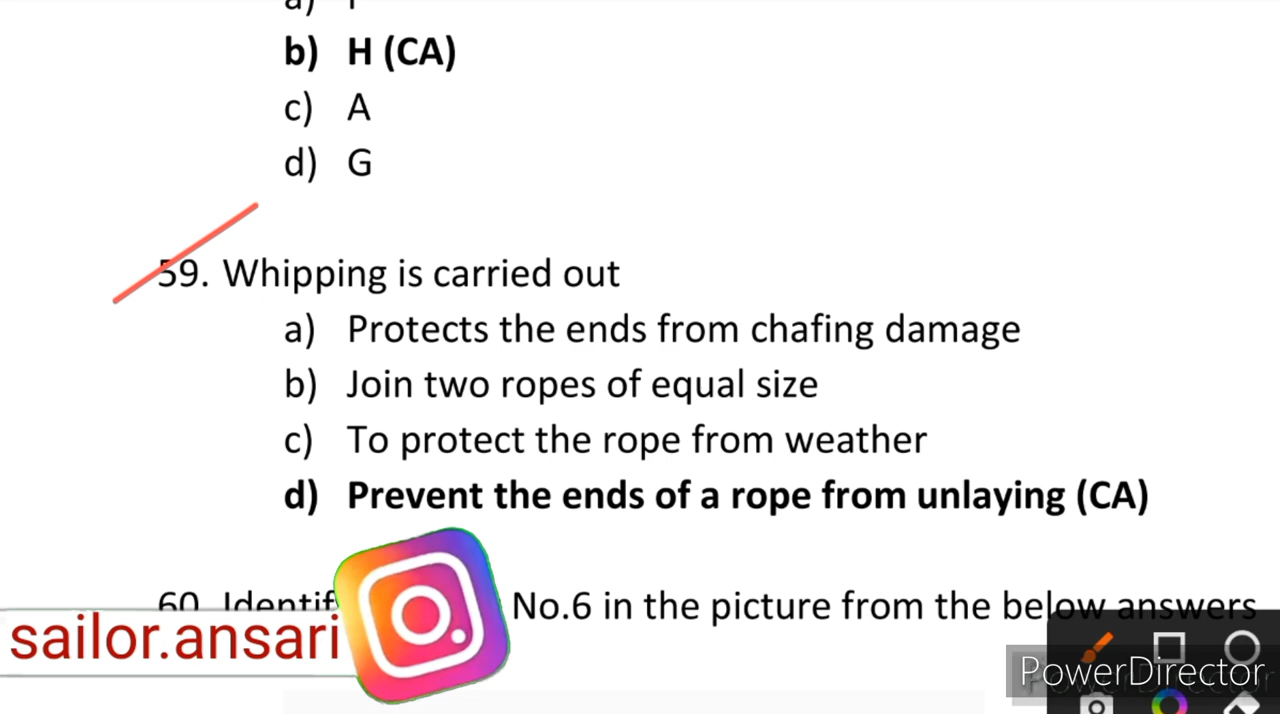 b) H (CA)
c) A
d) G
59. Whipping is carried out
a) Protects the ends from chafing damage
b) Join two ropes of equal size
c) To protect the rope from weather
d) Prevent the ends of a rope from unlaying (CA)
60. Identif No.6 in the picture from the below answers
sailor.ansari
PowerDirector